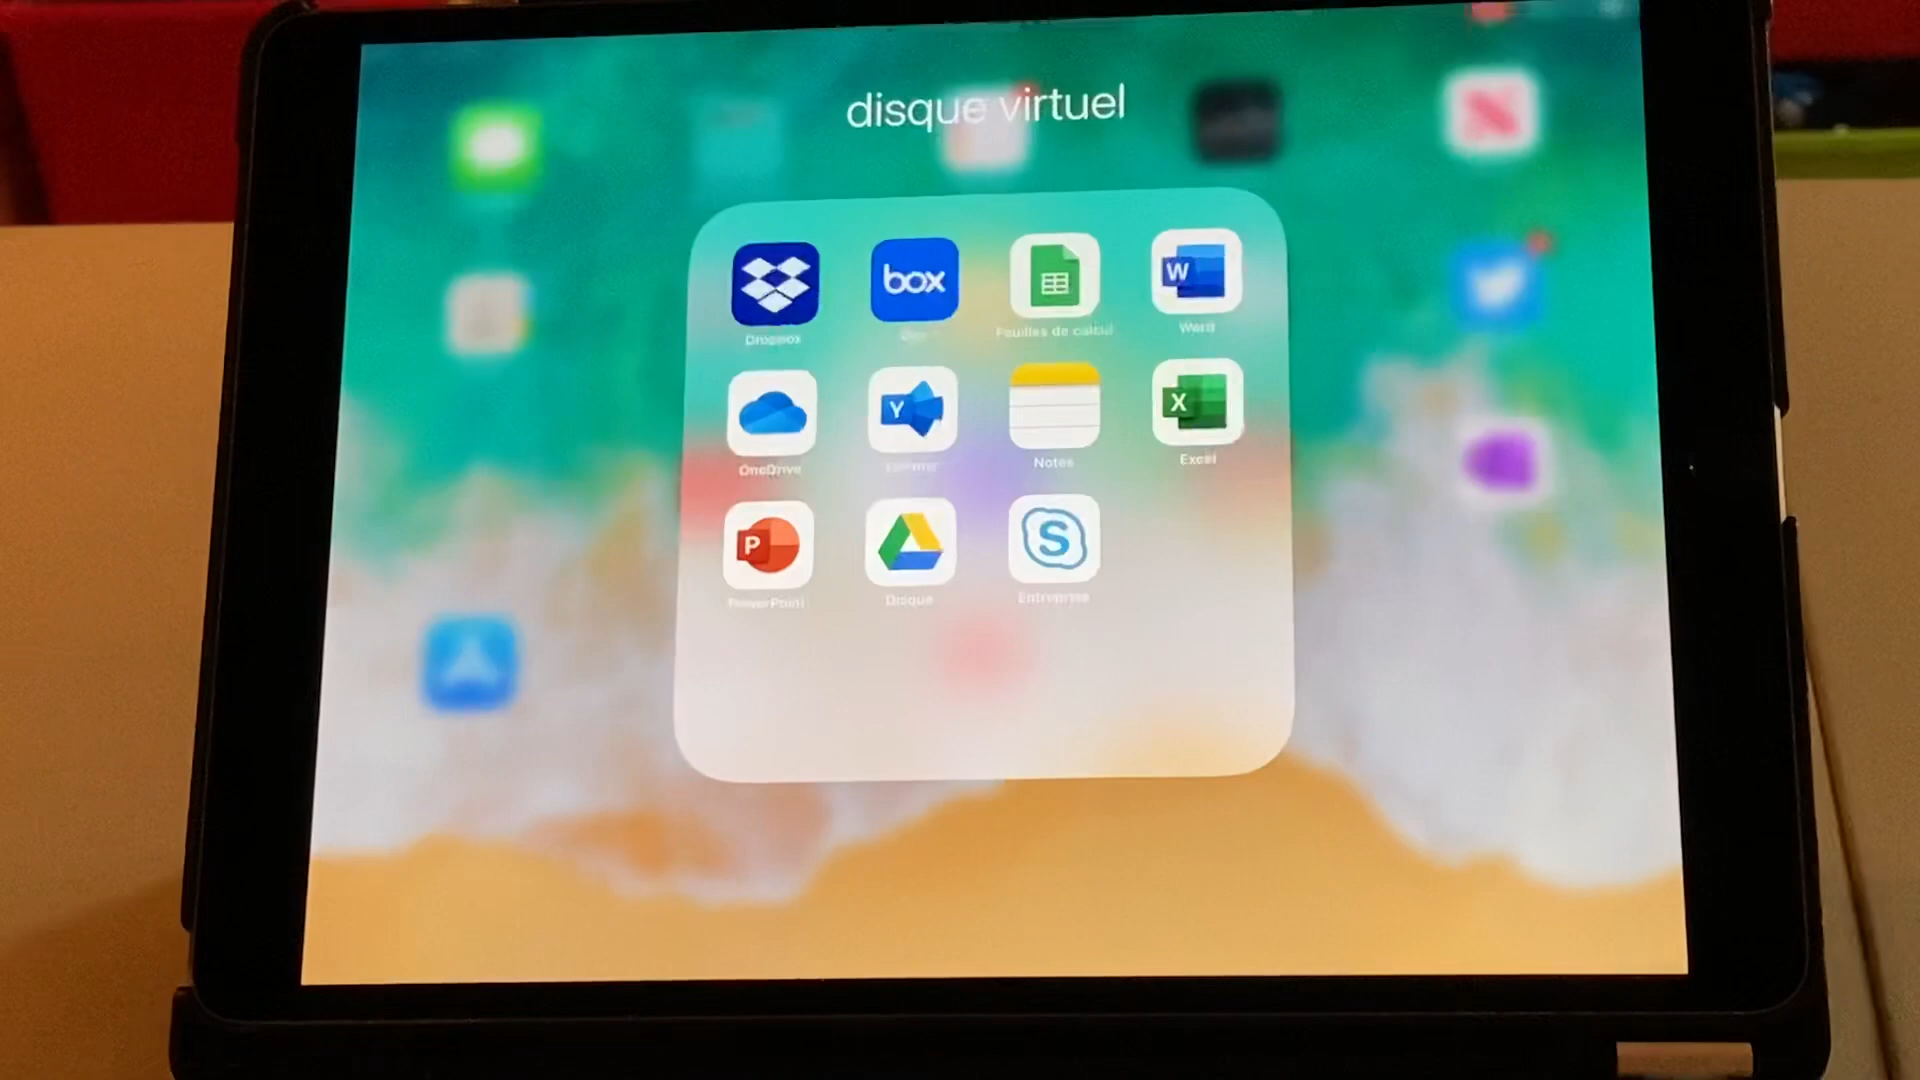 disque virtuel
box
W
Dropbox
Feuilles de calcul
Word
Y
X
OneDrive
Notes
Excel
P
S
PowerPoint
Disque
Entreprise